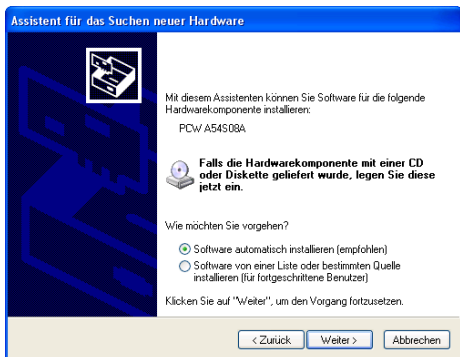 Assistent für das Suchen neuer Hardware
Mit diesem Assistenten können Sie Software für die folgende
Hardwarekomponente installieren:
PCW A54S08A
Falls die Hardwarekomponente mit einer CD
oder Diskette geliefert wurde, legen Sie diese
jetzt ein.
Wie möchten Sie vorgehen?
Software automatisch installieren (empfohlen)
Software von einer Liste oder bestimmten Quelle
installieren (für fortgeschrittene Benutzer)
Klicken Sie auf "Weiter", um den Vorgang fortzusetzen.
< Zurück
Weiter >
Abbrechen